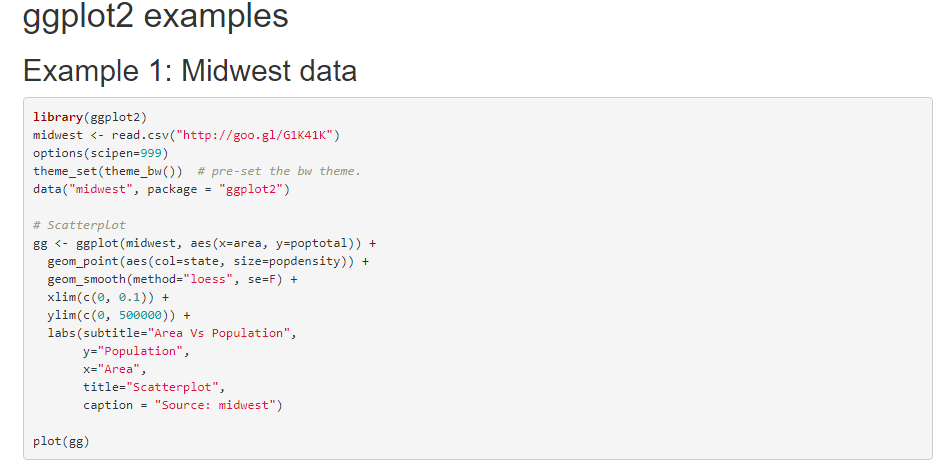 ggplot2 examples
Example 1: Midwest data
library(ggplot2)
midwest <- read.csv("http://goo.gl/G1K41K")
options(scipen=999)
theme_set(theme_bw())  # pre-set the bw theme.
data("midwest", package = "ggplot2")
# Scatterplot
gg <- ggplot(midwest, aes(x=area, y=poptotal)) +
  geom_point(aes(col=state, size=popdensity)) +
  geom_smooth(method="loess", se=F) +
  xlim(c(0, 0.1)) +
  ylim(c(0, 500000)) +
  labs(subtitle="Area Vs Population",
       y="Population",
       x="Area",
       title="Scatterplot",
       caption = "Source: midwest")
plot(gg)